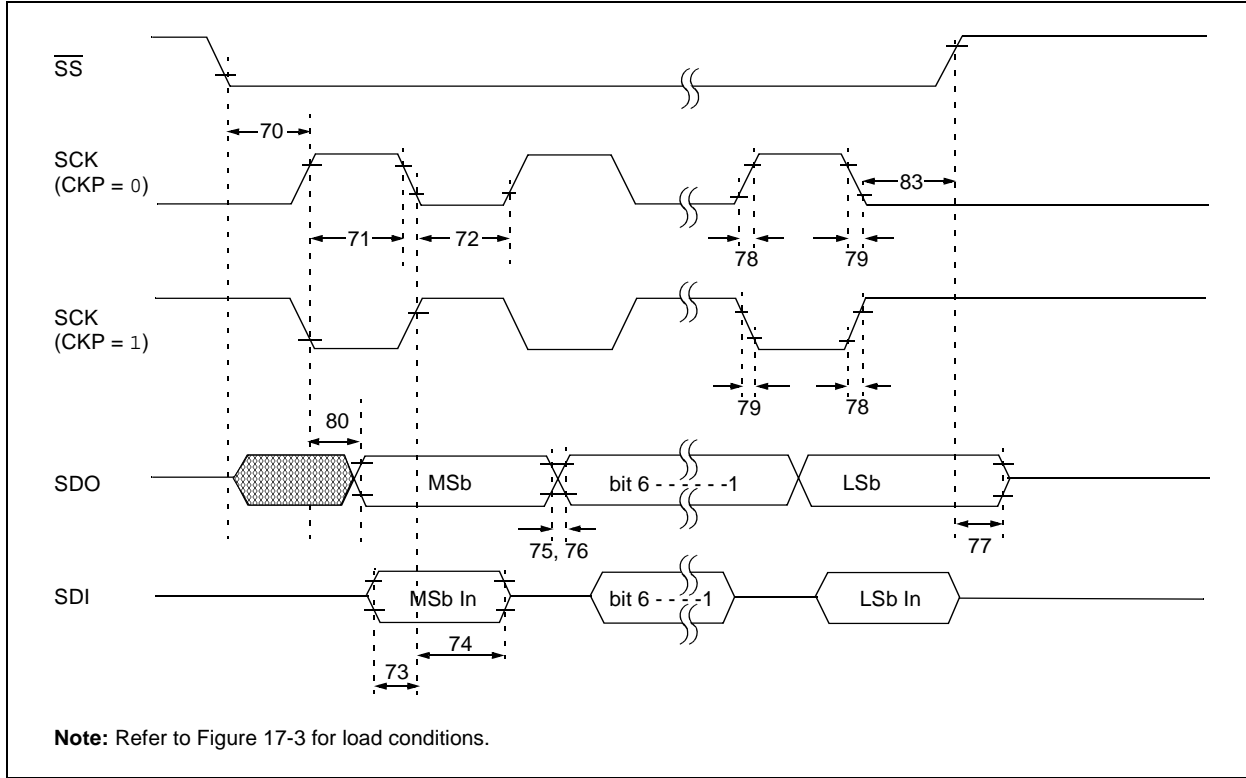 SS
70
SCK
(CKP = 0)
83
71
72
78
79
SCK
(CKP = 1)
79
78
80
SDO
MSb
bit 6 - - - - - -1
LSb
75, 76
77
SDI
MSb In
bit 6 - - - -1
LSb In
74
73
Note: Refer to Figure 17-3 for load conditions.